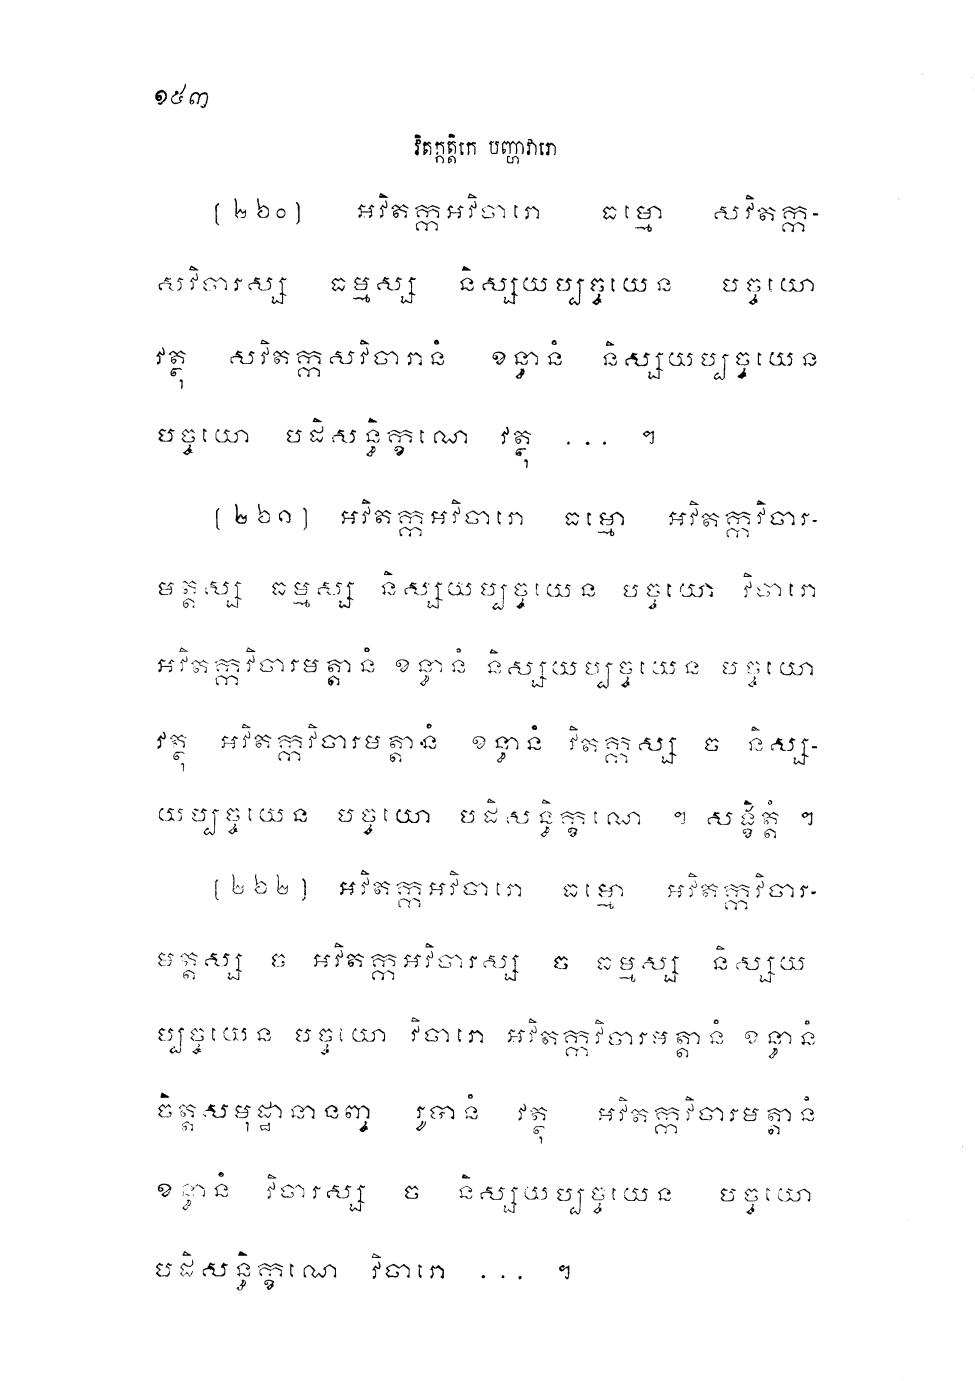 ១៥៣
វិតក្កត្តិកេ បញ្ហាវារោ
(២៦០) អវិតក្កអវិចារោ ធម្មោ សវិតក្ក-
សវិចារស្ស ធម្មស្ស និស្សយប្បច្ចយេន បច្ចយោ
វត្ថុ សវិតក្កសវិចារានំ ខន្ធានំ និស្សយប្បច្ចយេន
បច្ចយោ បដិសន្ធិក្ខណេ វត្ថុ ... ។
(២៦១) អវិតក្កអវិចារោ ធម្មោ អវិតក្កវិចារ-
មត្តស្ស ធម្មស្ស និស្សយប្បច្ចយេន បច្ចយោ វិចារោ
អវិតក្កវិចារមត្តានំ ខន្ធានំ និស្សយប្បច្ចយេន បច្ចយោ
វត្ថុ អវិតក្កវិចារមត្តានំ ខន្ធានំ វិតក្កស្ស ច និស្ស-
យប្បច្ចយេន បច្ចយោ បដិសន្ធិក្ខណេ ។ សង្ខិត្តំ ។
(២៦២) អវិតក្កអវិចារោ ធម្មោ អវិតក្កវិចារ-
មត្តស្ស ច អវិតក្កអវិចារស្ស ច ធម្មស្ស និស្សយ
ប្បច្ចយេន បច្ចយោ វិចារោ អវិតក្កវិចារមត្តានំ ខន្ធានំ
ចិត្តសមុដ្ឋានានញ្ច រូបានំ វត្ថុ អវិតក្កវិចារមត្តានំ
ខន្ធានំ វិចារស្ស ច និស្សយប្បច្ចយេន បច្ចយោ
បដិសន្ធិក្ខណេ វិចារោ ... ។